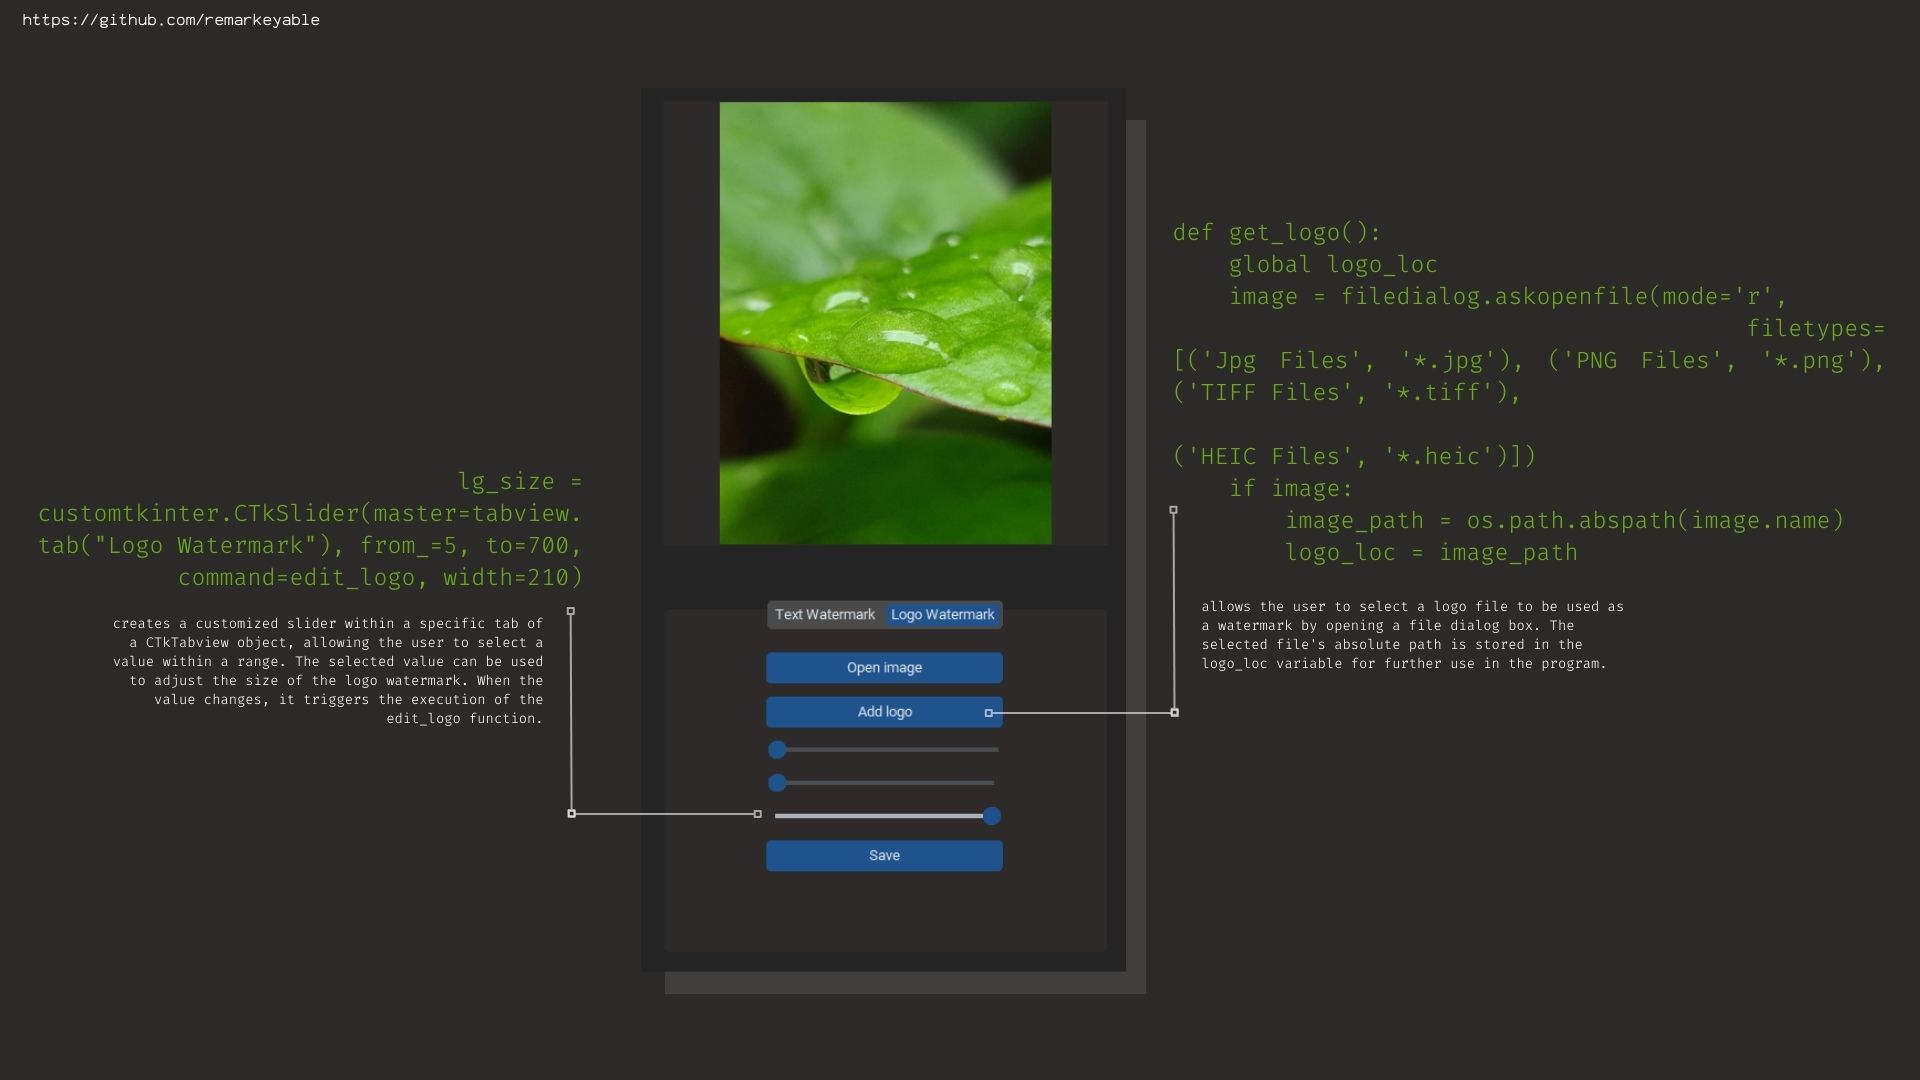 https://github.com/remarkeyable
lg_size =
customtkinter.CTkSlider(master=tabview.
tab("Logo Watermark"), from_=5, to=700,
command=edit_logo, width=210)
creates a customized slider within a specific tab of
a CTkTabview object, allowing the user to select a
value within a range. The selected value can be used
to adjust the size of the logo watermark. When the
value changes, it triggers the execution of the
edit_logo function.
Text Watermark Logo Watermark
Open image
Add logo
Save
def get_logo():
    global logo_loc
    image = filedialog.askopenfile(mode='r',
filetypes=
[('Jpg Files', '*.jpg'), ('PNG Files', '*.png'),
('TIFF Files', '*.tiff'),
('HEIC Files', '*.heic')])
    if image:
        image_path = os.path.abspath(image.name)
        logo_loc = image_path
allows the user to select a logo file to be used as
a watermark by opening a file dialog box. The
selected file's absolute path is stored in the
logo_loc variable for further use in the program.